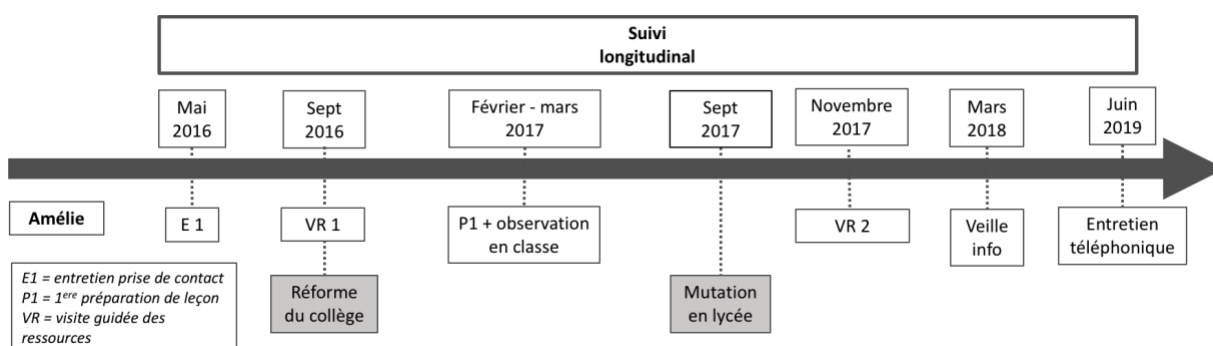 Suivi
longitudinal
Mai
2016
Sept
2016
Février - mars
2017
Sept
2017
Novembre
2017
Mars
2018
Juin
2019
Amélie
E 1
VR 1
P1 + observation
en classe
VR 2
Veille
info
Entretien
téléphonique
Réforme
du collège
Mutation
en lycée
E1 = entretien prise de contact
P1 = 1ere préparation de leçon
VR = visite guidée des
ressources